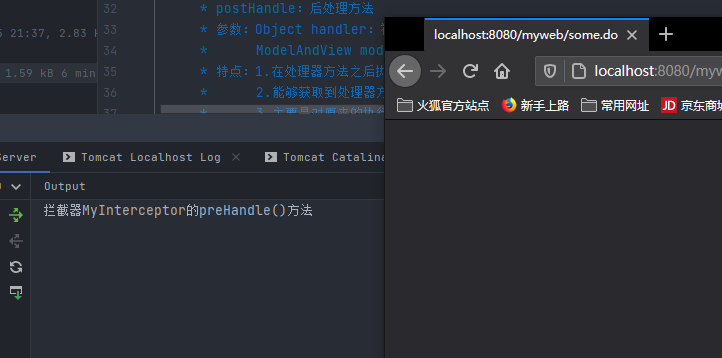 5 21:37, 2.83 k
1.59 kB 6 min
32 * postHandle: 后处理方法
33 * 参数: Object handler:
34 * ModelAndView mod
35 * 特点: 1.在处理器方法之后执
36 * 2.能够获取到处理器方
37 * 3.主要是对原来的执行
localhost:8080/myweb/some.do
localhost:8080/myw
火狐官方站点 新手上路 常用网址 JD 京东商城
Server Tomcat Localhost Log Tomcat Catalina
Output
拦截器MyInterceptor的preHandle()方法